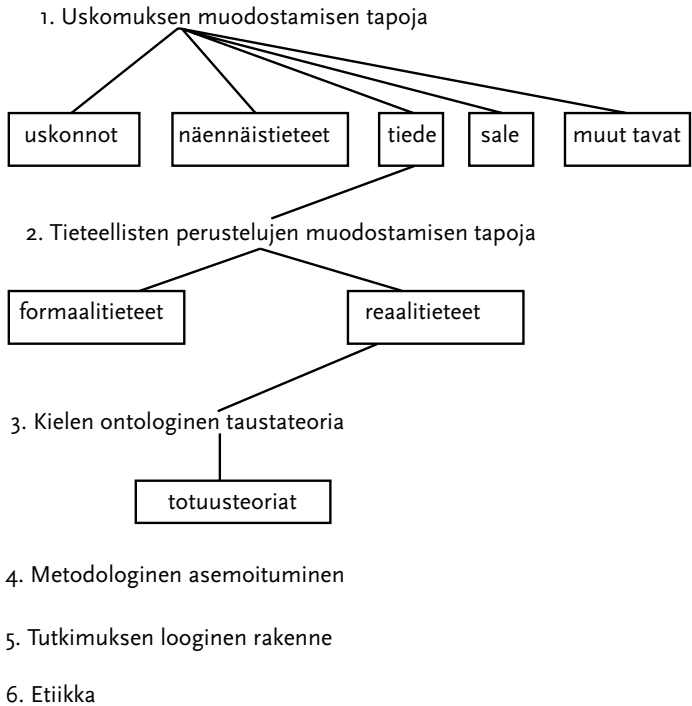 1. Uskomuksen muodostamisen tapoja
uskonnot
näennäistieteet
tiede
sale
muut tavat
2. Tieteellisten perustelujen muodostamisen tapoja
formaalitieteet
reaalitieteet
3. Kielen ontologinen taustateoria
totuusteoriat
4. Metodologinen asemoituminen
5. Tutkimuksen looginen rakenne
6. Etiikka